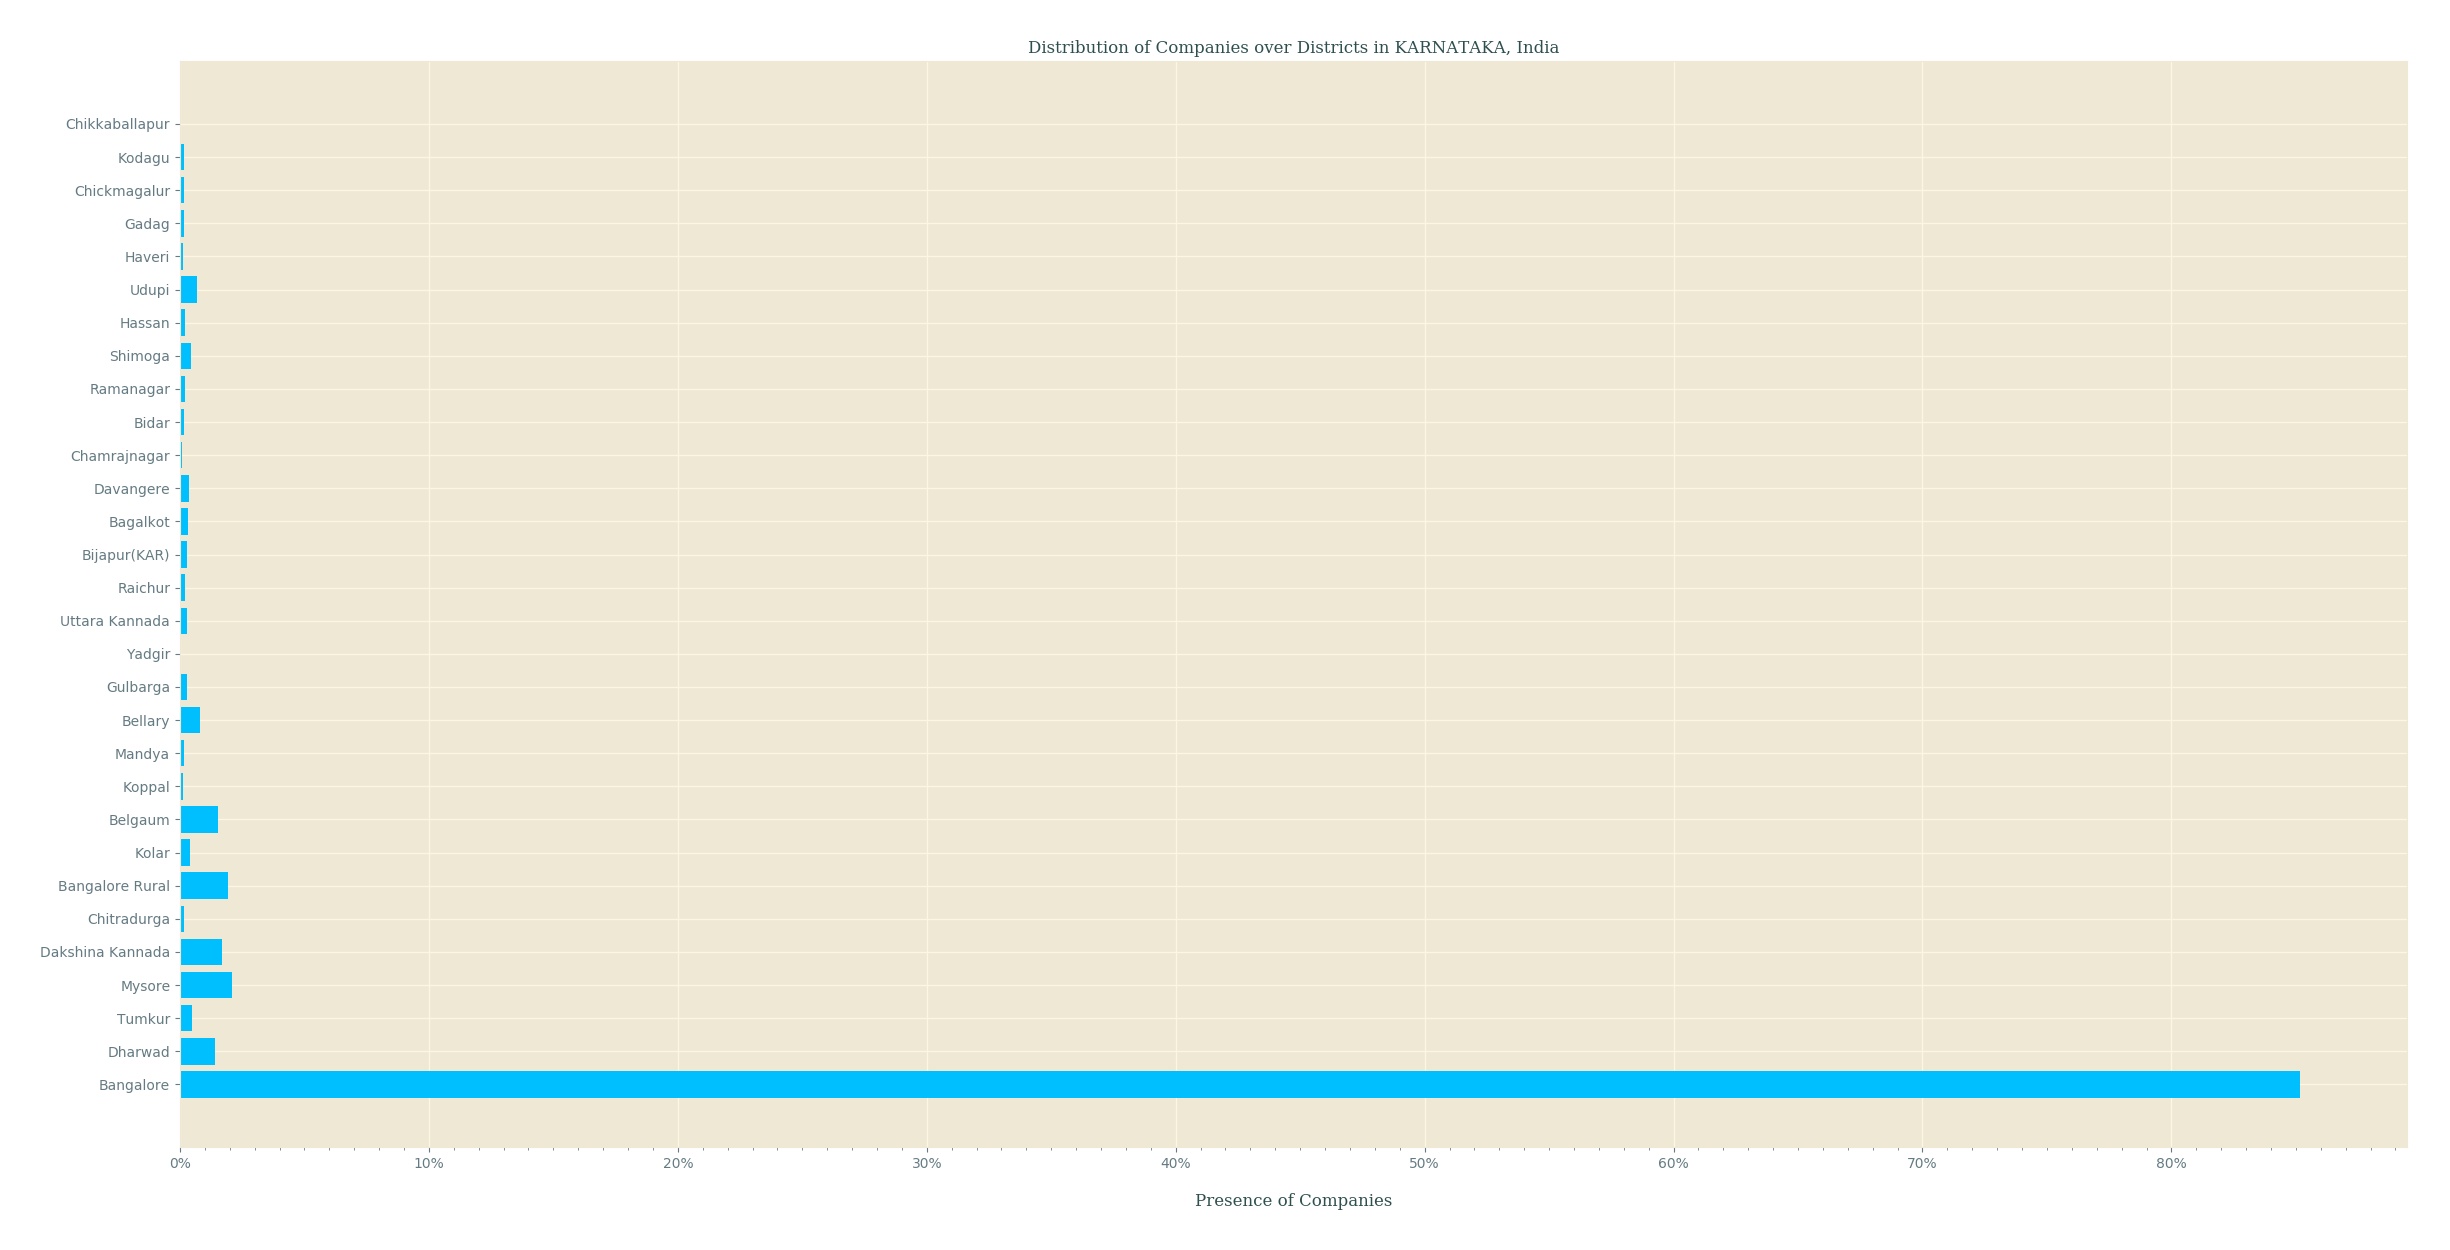 Distribution of Companies over Districts in KARNATAKA, India
Chikkaballapur
Kodagu
Chickmagalur
Gadag
Haveri
Udupi
Hassan
Shimoga
Ramanagar
Bidar
Chamrajnagar
Davangere
Bagalkot
Bijapur(KAR)
Raichur
Uttara Kannada
Yadgir
Gulbarga
Bellary
Mandya
Koppal
Belgaum
Kolar
Bangalore Rural
Chitradurga
Dakshina Kannada
Mysore
Tumkur
Dharwad
Bangalore
0% 10% 20% 30% 40% 50% 60% 70% 80%
Presence of Companies